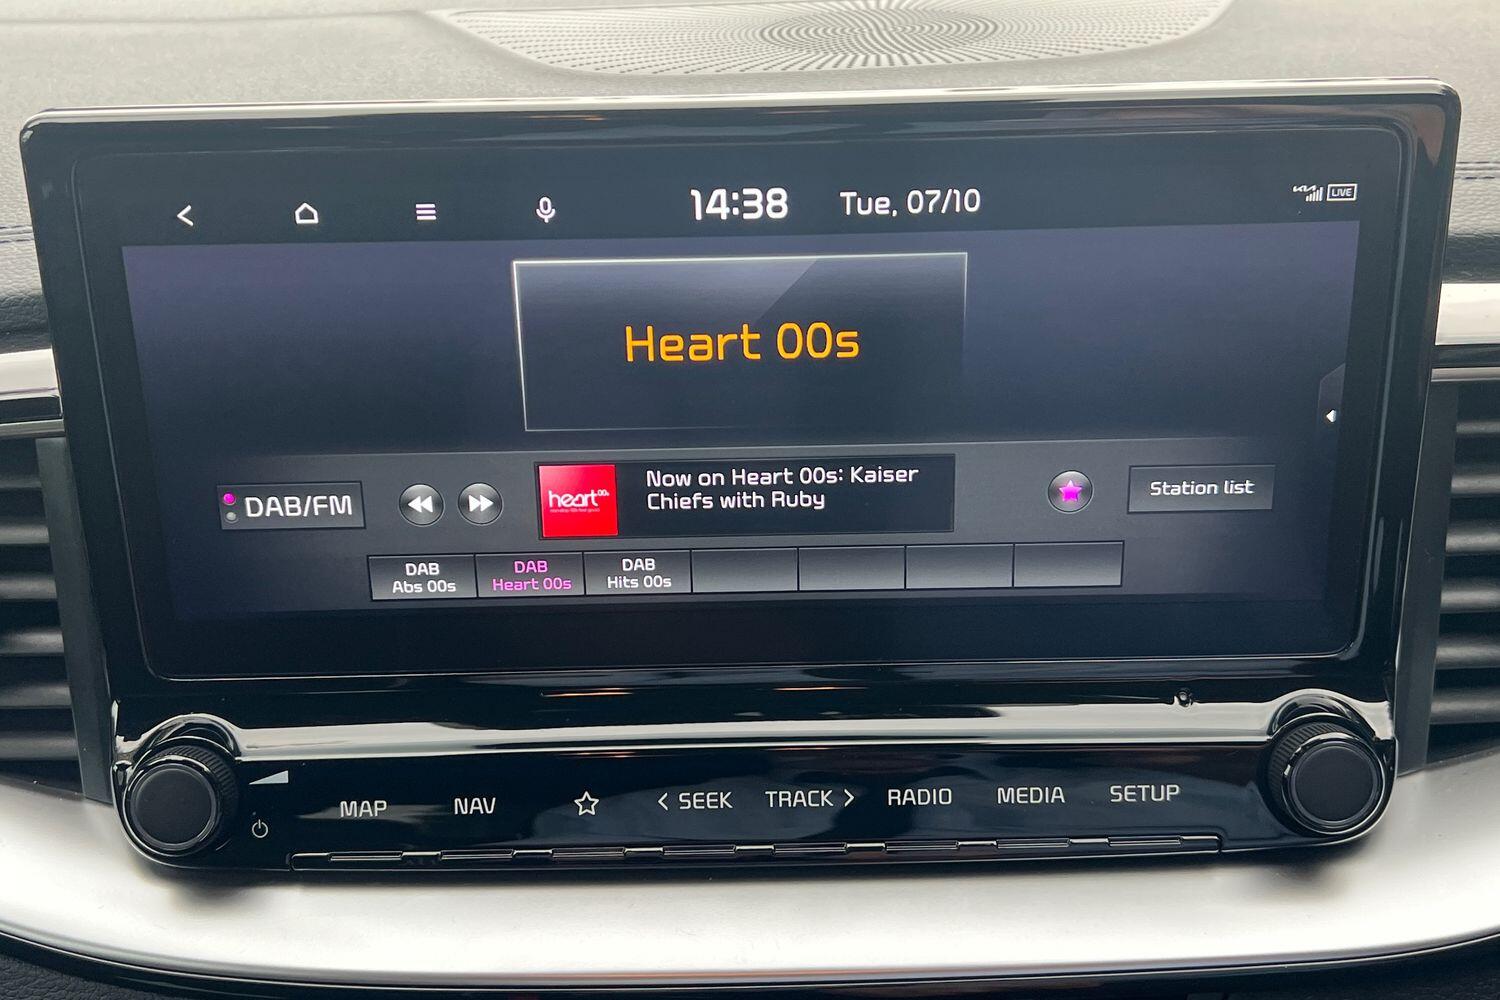 14:38 Tue, 07/10
LIVE
Heart 00s
DAB/FM
heart 00s
Now on Heart 00s: Kaiser
Chiefs with Ruby
Station list
DAB
Abs 00s
DAB
Heart 00s
DAB
Hits 00s
MAP NAV < SEEK TRACK > RADIO MEDIA SETUP